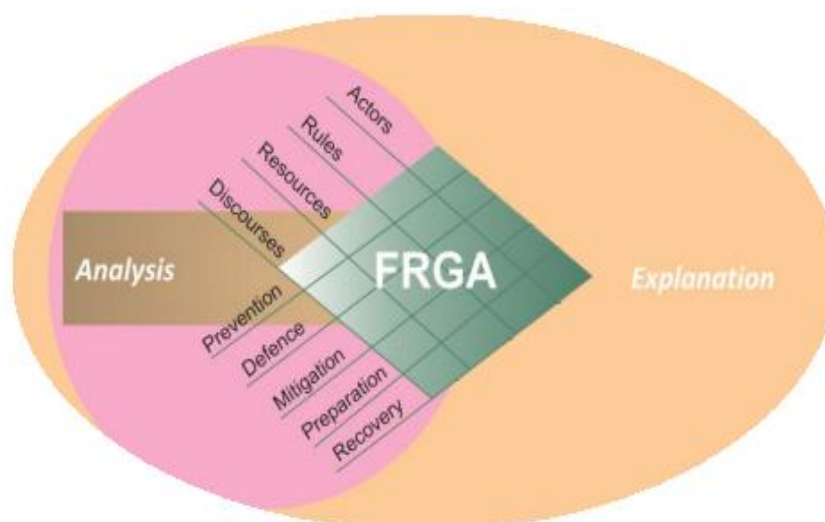 Actors
Rules
Resources
Discourses
Analysis
FRGA
Explanation
Prevention
Defence
Mitigation
Preparation
Recovery